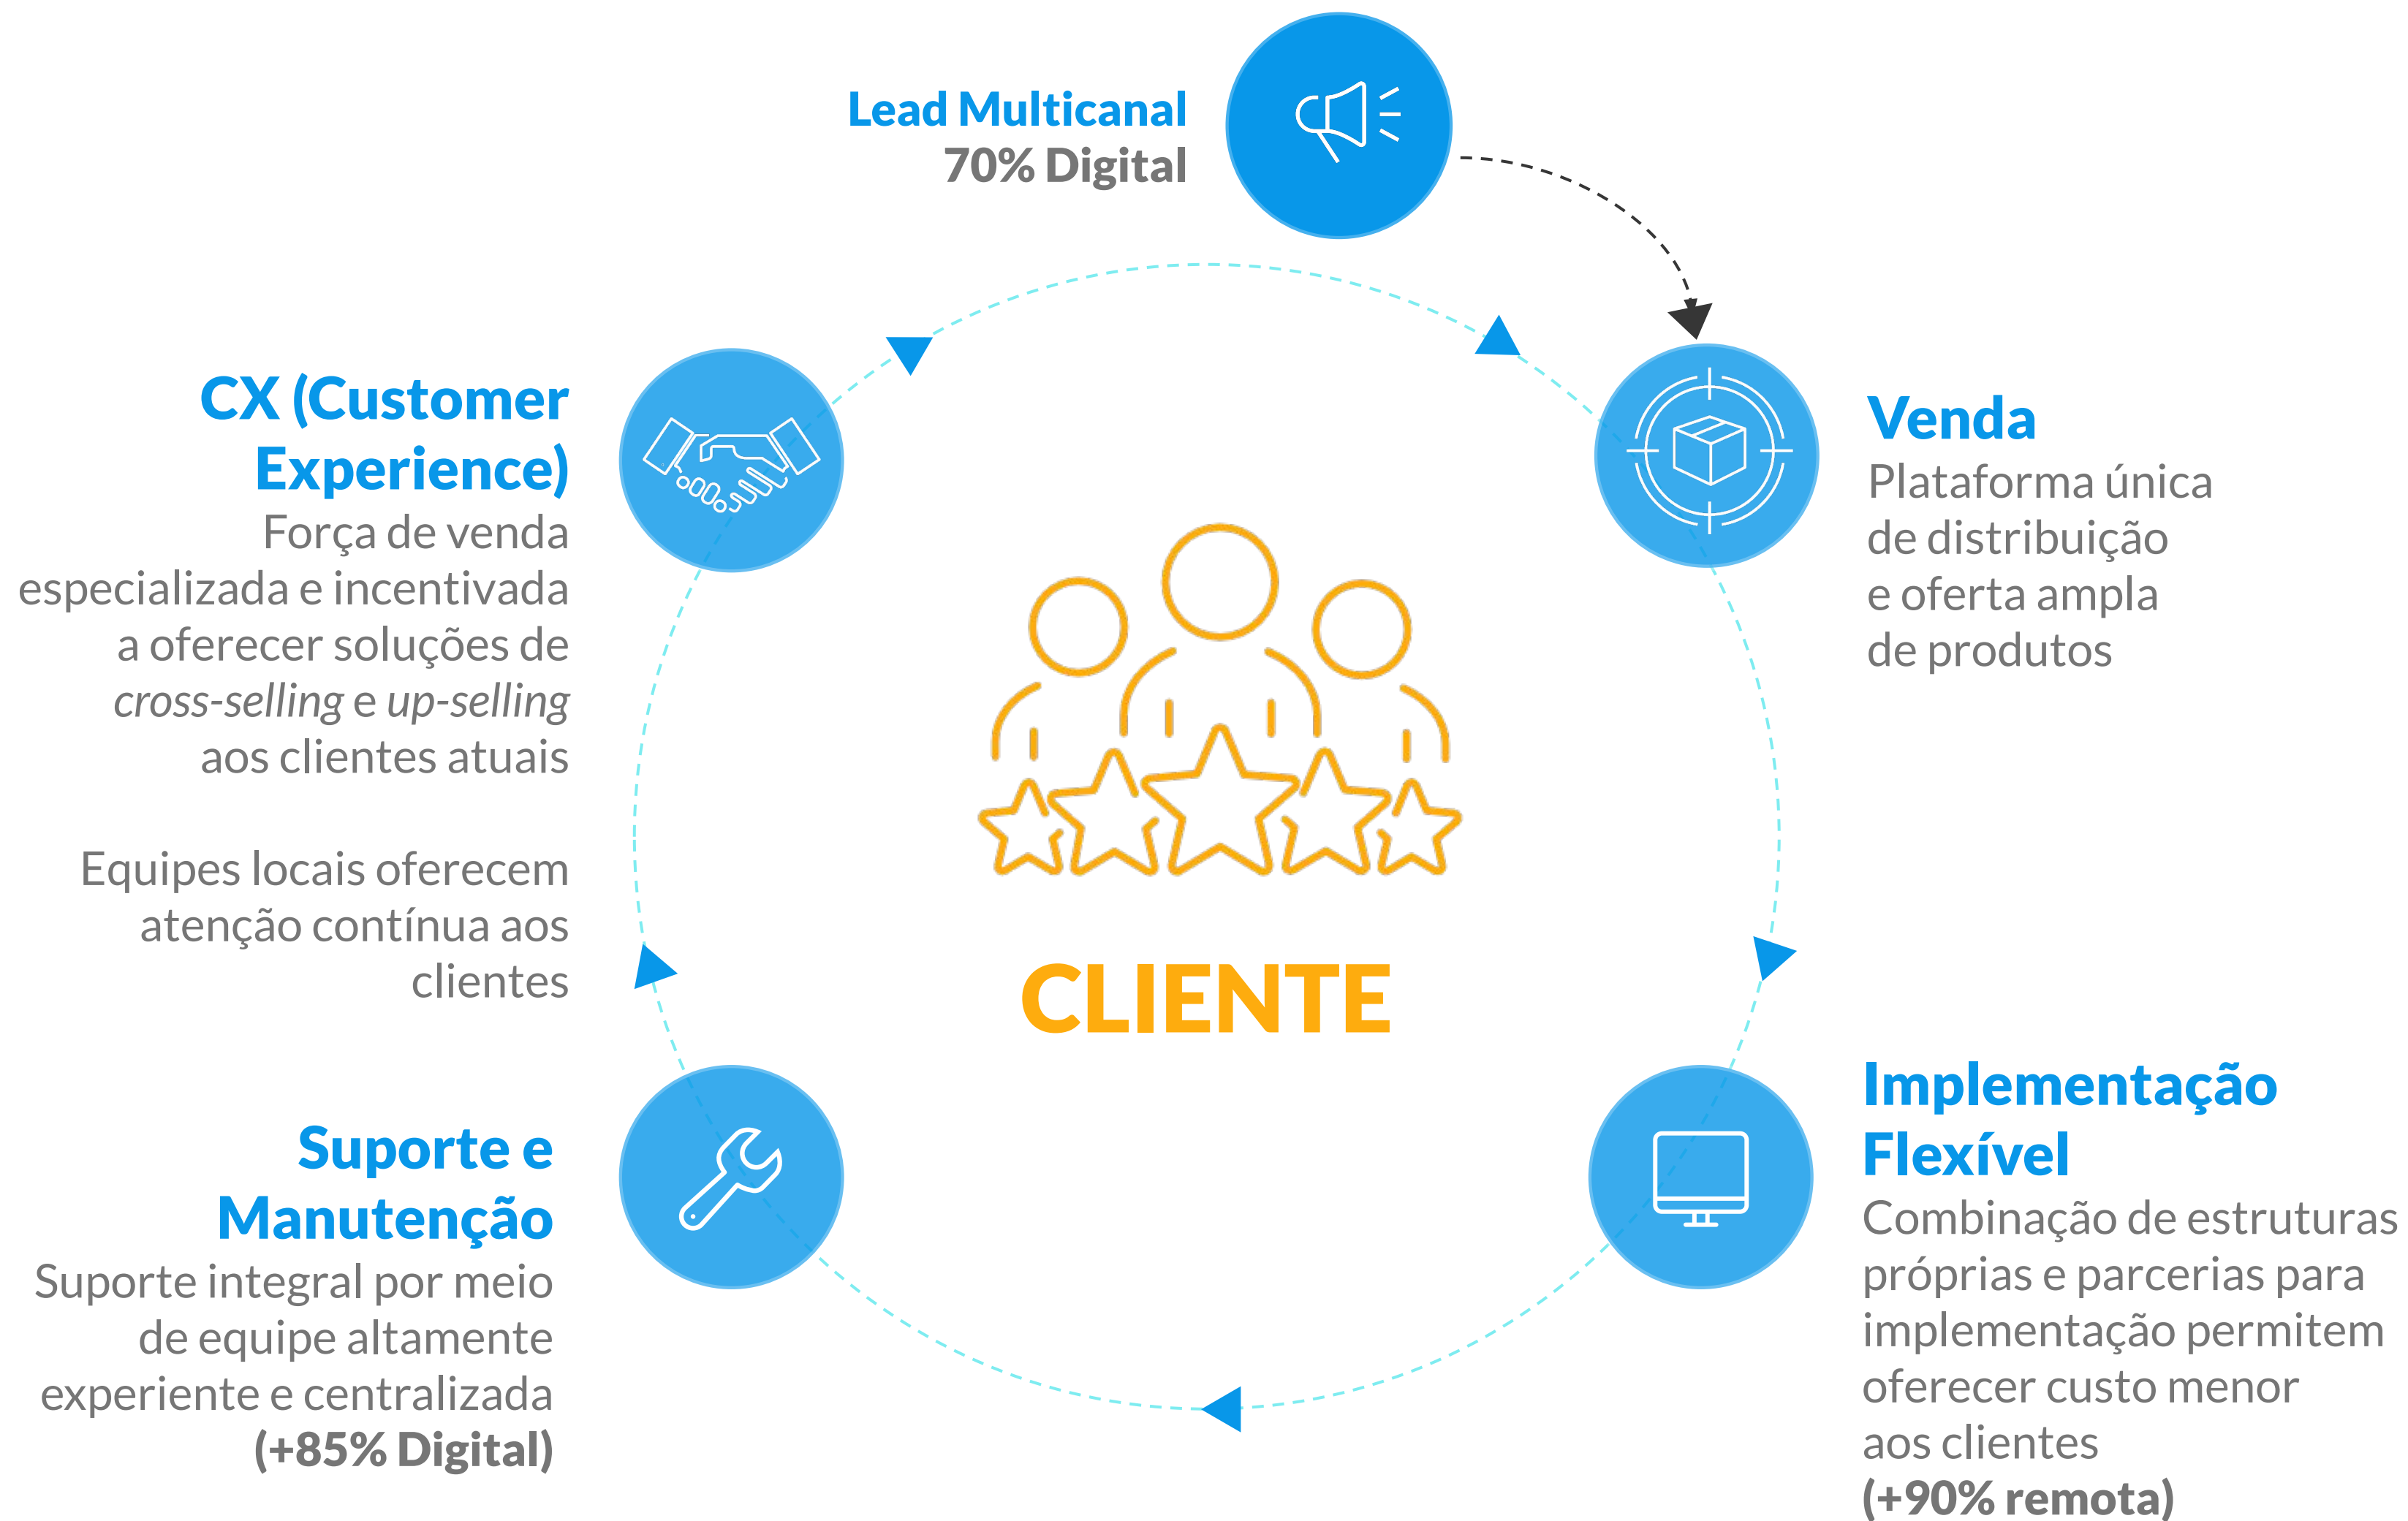 Lead Multicanal
70% Digital
Venda
Plataforma única
de distribuição
e oferta ampla
de produtos
Implementação
Flexível
Combinação de estruturas
próprias e parcerias para
implementação permitem
oferecer custo menor
aos clientes
(+90% remota)
Suporte e
Manutenção
Suporte integral por meio
de equipe altamente
experiente e centralizada
(+85% Digital)
CX (Customer
Experience)
Força de venda
especializada e incentivada
a oferecer soluções de
cross-selling e up-selling
aos clientes atuais
Equipes locais oferecem
atenção contínua aos
clientes
CLIENTE